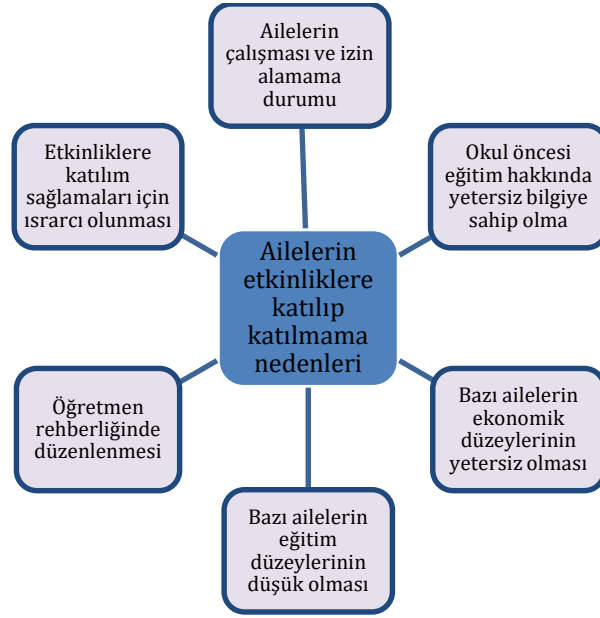 Ailelerin
çalışması ve izin
alamama
durumu
Etkinliklere
katılım
sağlamaları için
ısrarcı olunması
Okul öncesi
eğitim hakkında
yetersiz bilgiye
sahip olma
Ailelerin
etkinliklere
katılıp
katılmama
nedenleri
Öğretmen
rehberliğinde
düzenlenmesi
Bazı ailelerin
ekonomik
düzeylerinin
yetersiz olması
Bazı ailelerin
eğitim
düzeylerinin
düşük olması